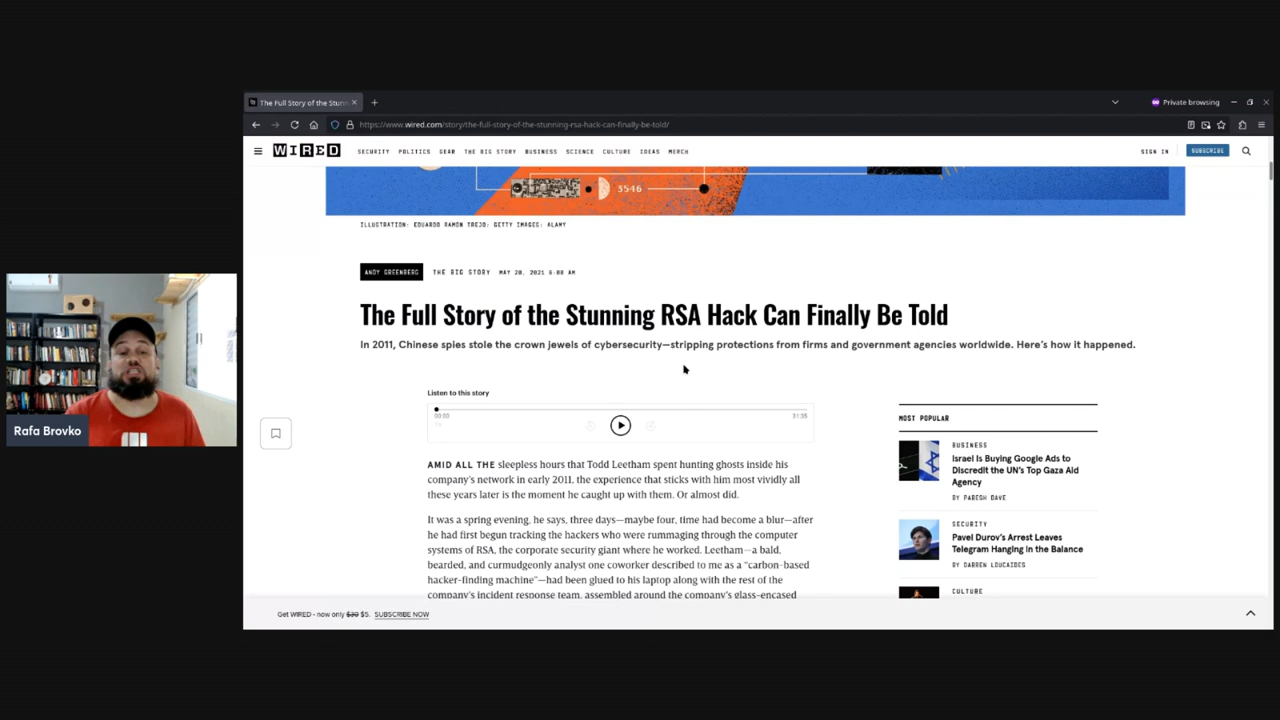 The Full Story of the Stunn
Private browsing
https://www.wired.com/story/the-full-story-of-the-stunning-rsa-hack-can-finally-be-told/
WIRED
SECURITY POLITICS GEAR THE BIG STORY BUSINESS SCIENCE CULTURE IDEAS MERCH
SIGN IN
SUBSCRIBE
3546
ILLUSTRATION: EDUARDO RAMÓN TREJO; GETTY IMAGES; ALAMY
ANDY GREENBERG THE BIG STORY MAY 20, 2021 6:00 AM
The Full Story of the Stunning RSA Hack Can Finally Be Told
In 2011, Chinese spies stole the crown jewels of cybersecurity—stripping protections from firms and government agencies worldwide. Here's how it happened.
Listen to this story
00:00
31:35
1x
AMID ALL THE sleepless hours that Todd Leetham spent hunting ghosts inside his
company's network in early 2011, the experience that sticks with him most vividly all
these years later is the moment he caught up with them. Or almost did.
It was a spring evening, he says, three days—maybe four, time had become a blur—after
he had first begun tracking the hackers who were rummaging through the computer
systems of RSA, the corporate security giant where he worked. Leetham—a bald,
bearded, and curmudgeonly analyst one coworker described to me as a "carbon-based
hacker-finding machine"—had been glued to his laptop along with the rest of the
company's incident response team, assembled around the company's glass-encased
MOST POPULAR
BUSINESS
Israel Is Buying Google Ads to
Discredit the UN's Top Gaza Aid
Agency
BY PARESH DAVE
SECURITY
Pavel Durov's Arrest Leaves
Telegram Hanging in the Balance
BY DARREN LOUCAIDES
CULTURE
Get WIRED - now only $30 $5. SUBSCRIBE NOW
Rafa Brovko